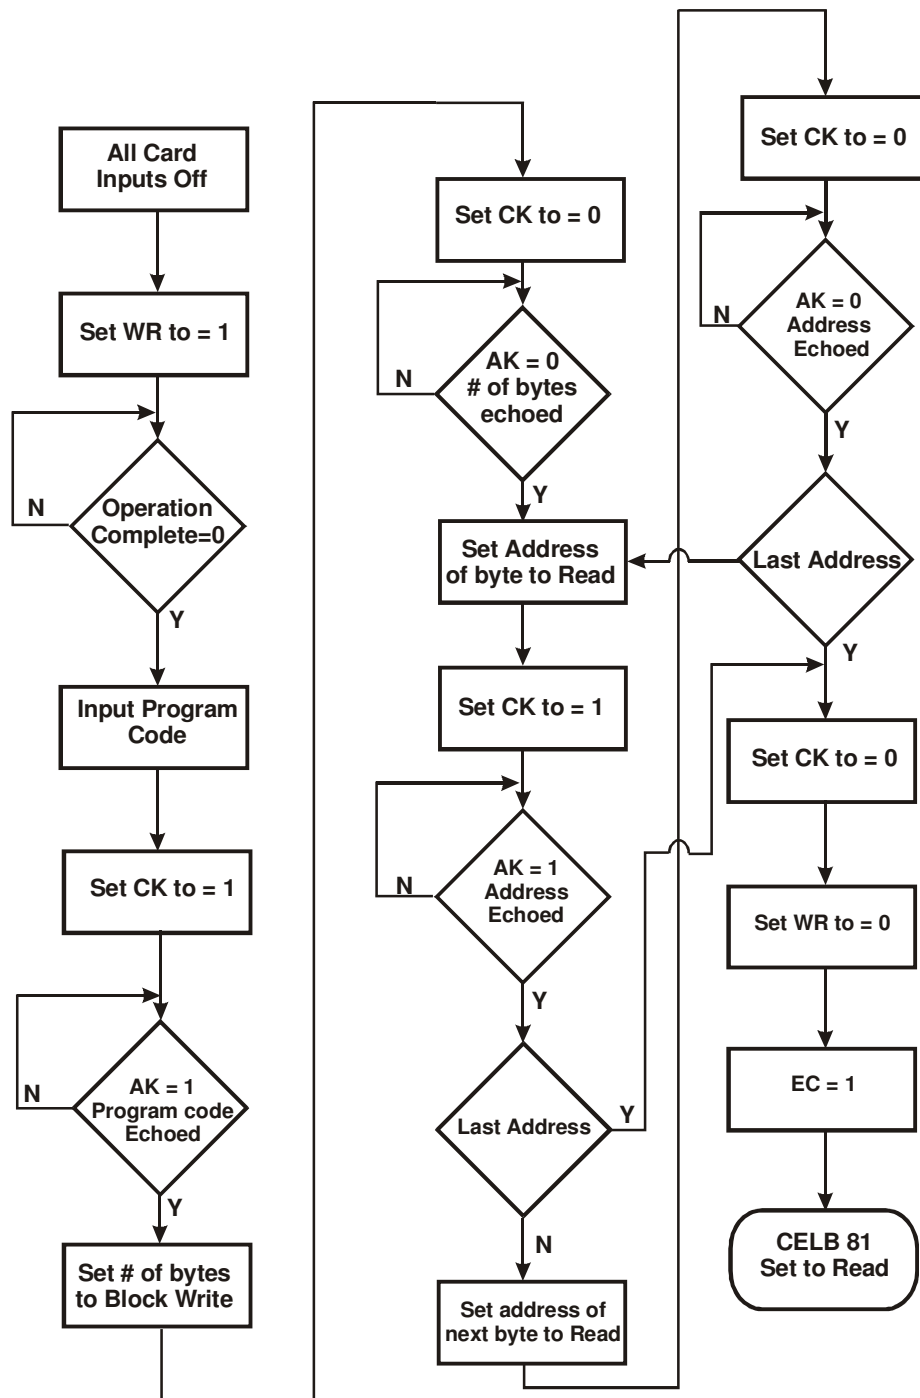 All Card
Inputs Off
Set WR to = 1
N
Operation
Complete=0
Y
Input Program
Code
Set CK to = 1
N
AK = 1
Program code
Echoed
Y
Set # of bytes
to Block Write
Set CK to = 0
N
AK = 0
# of bytes
echoed
Y
Set Address
of byte to Read
Set CK to = 1
N
AK = 1
Address
Echoed
Y
Last Address
Y
N
Set address of
next byte to Read
Set CK to = 0
N
AK = 0
Address
Echoed
Y
Last Address
Y
Set CK to = 0
Set WR to = 0
EC = 1
CELB 81
Set to Read